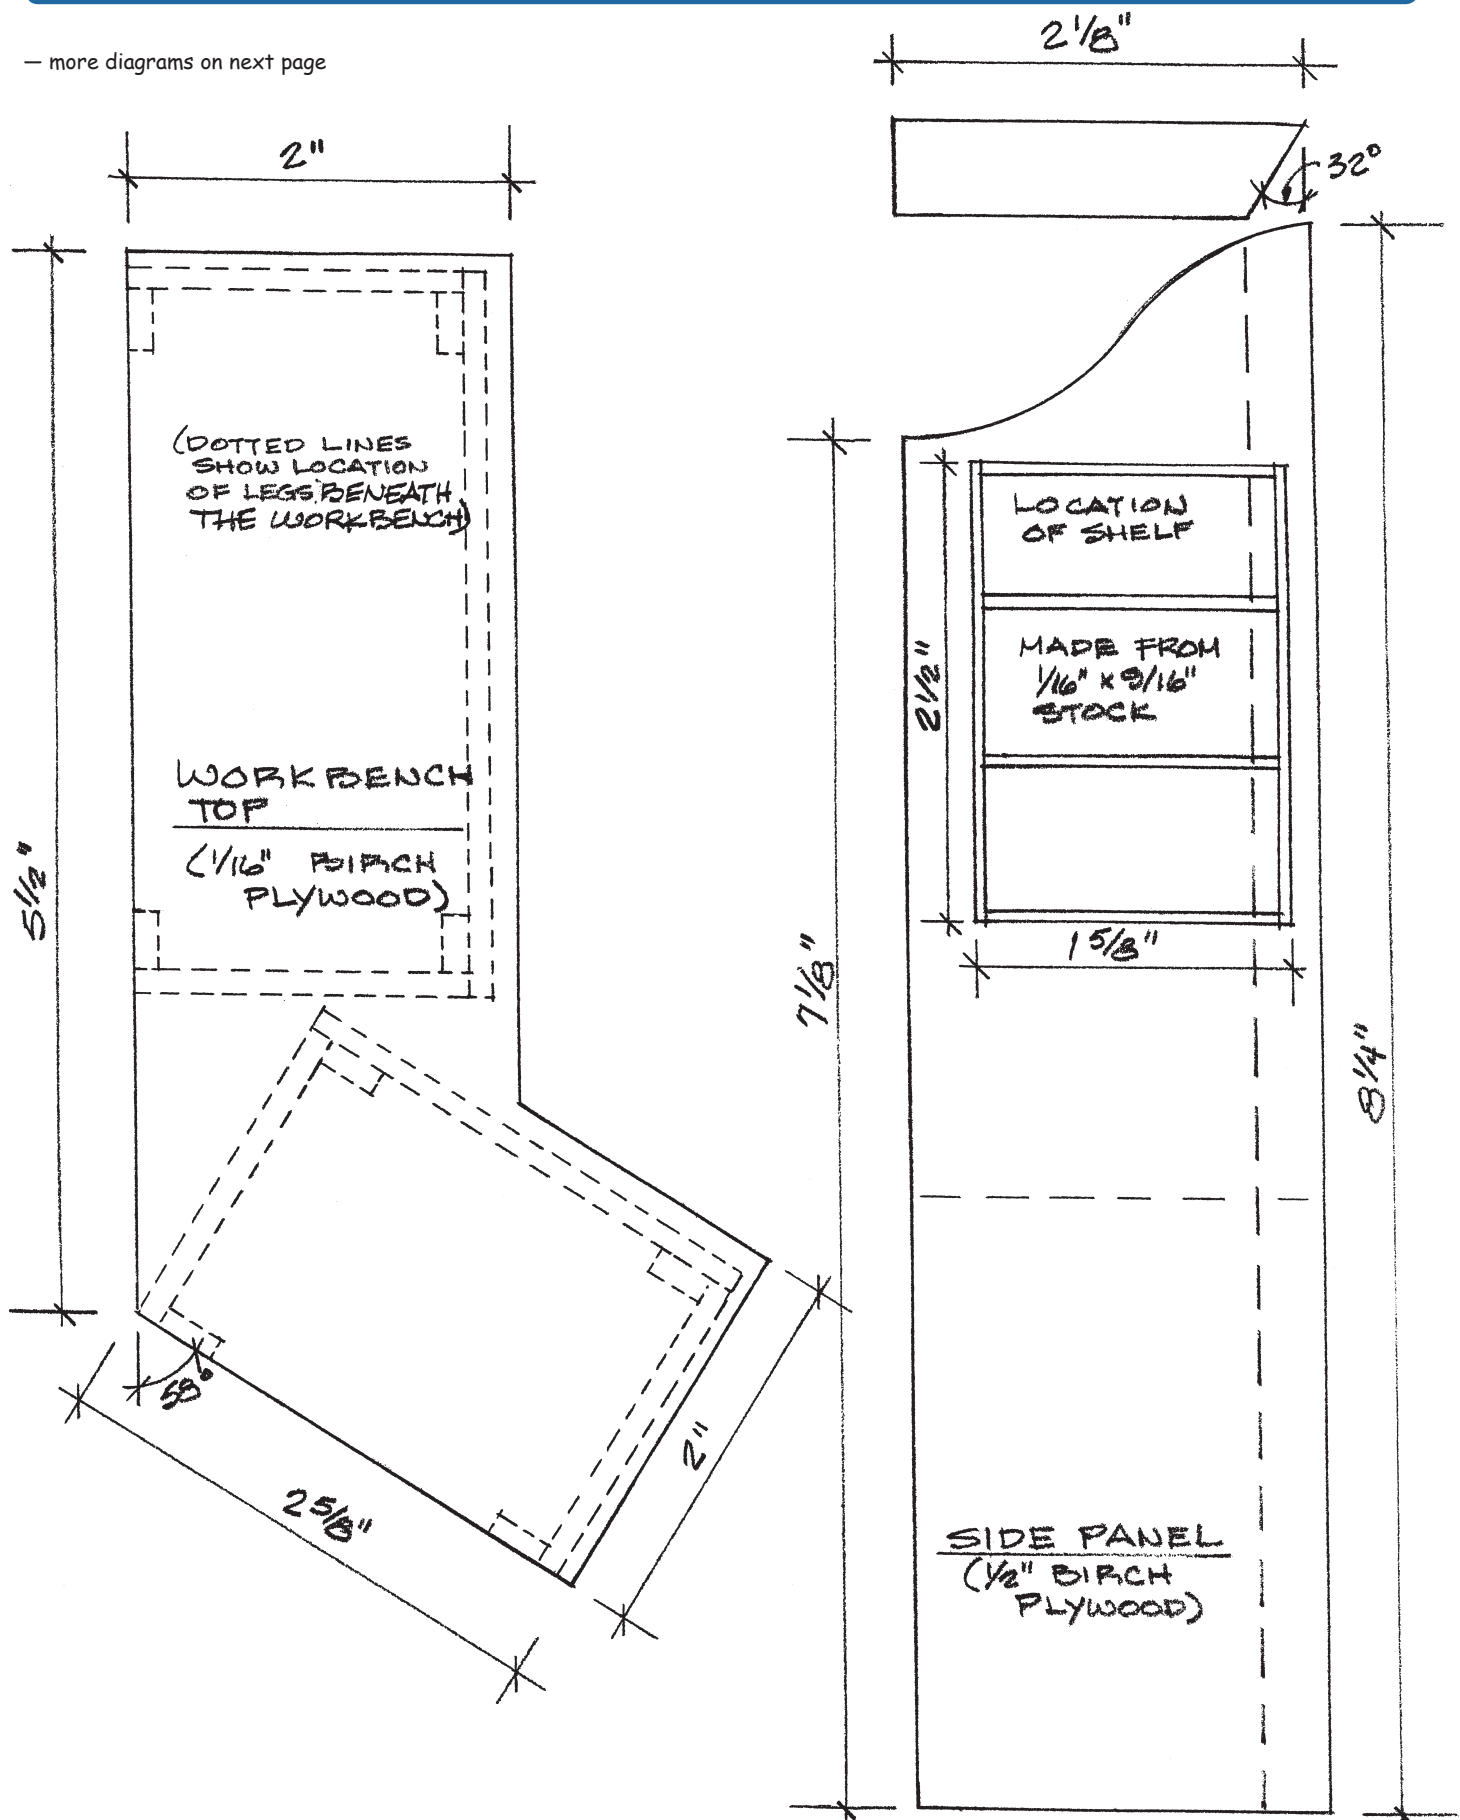 — more diagrams on next page
2"
5 1/2"
(DOTTED LINES
SHOW LOCATION
OF LEGS BENEATH
THE WORKBENCH)
WORKBENCH
TOP
(1/16" BIRCH
PLYWOOD)
58°
2 5/8"
2"
2 1/8"
32°
LOCATION
OF SHELF
MADE FROM
1/16" x 9/16"
STOCK
2 1/2"
1 5/8"
7 1/8"
8 1/4"
SIDE PANEL
(1/2" BIRCH
PLYWOOD)